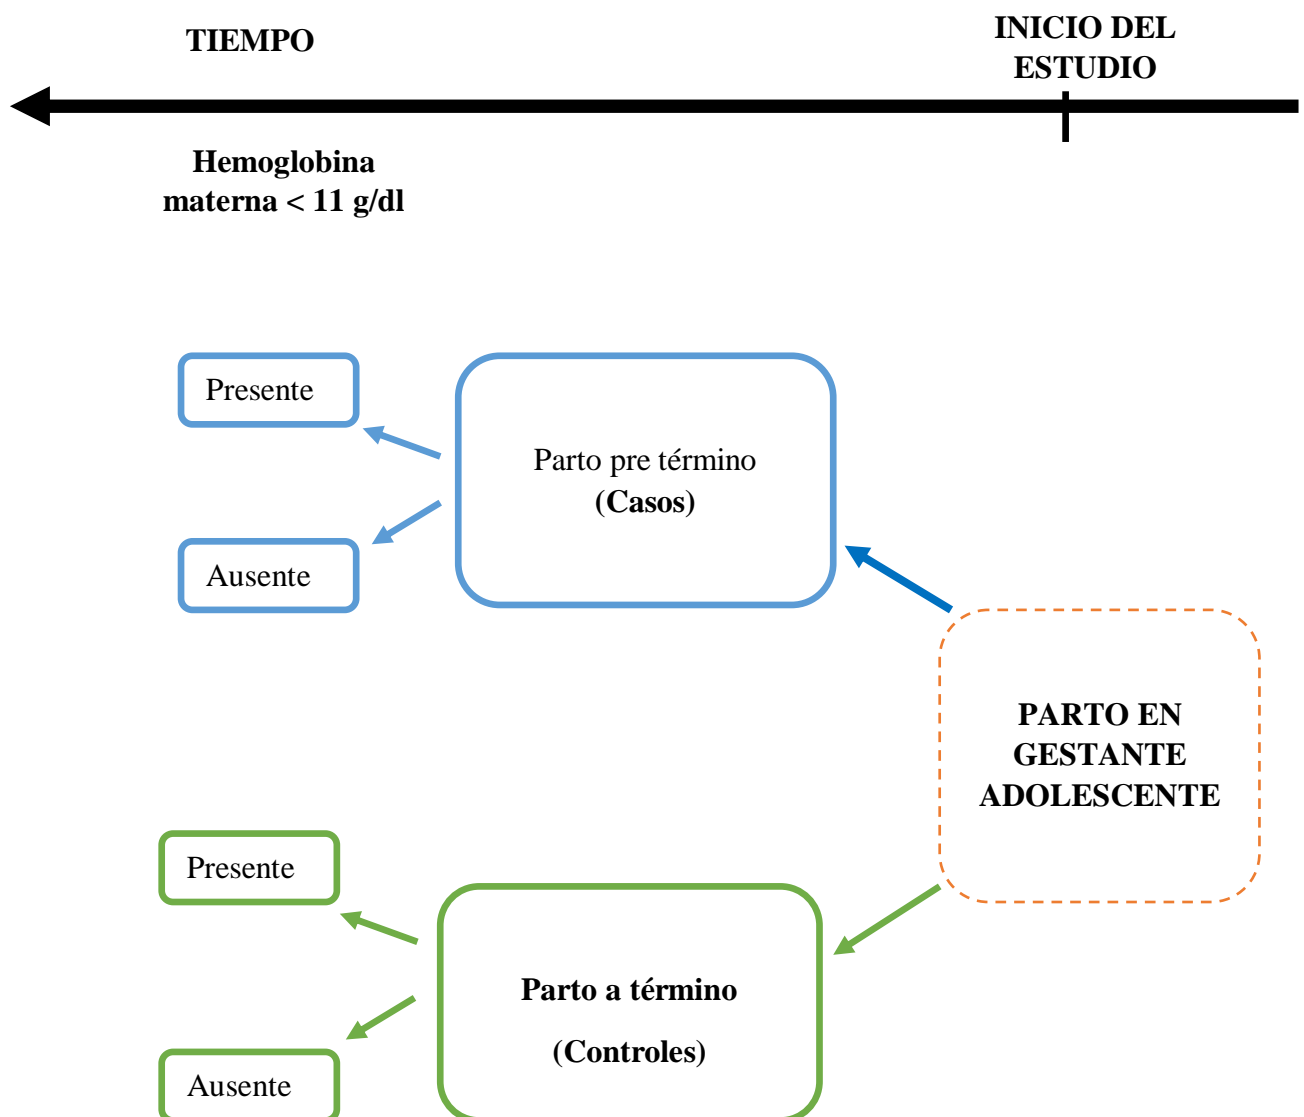 TIEMPO
INICIO DEL
ESTUDIO
Hemoglobina
materna < 11 g/dl
Presente
Parto pre término
(Casos)
Ausente
PARTO EN
GESTANTE
ADOLESCENTE
Presente
Parto a término
(Controles)
Ausente